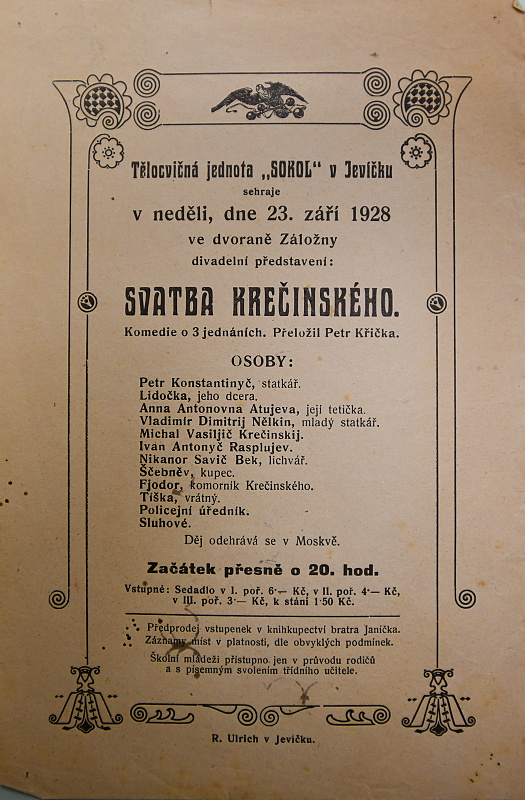 Tělocvičná jednota „SOKOL“ v Jevíčku
sehraje
v neděli, dne 23. září 1928
ve dvoraně Záložny
divadelní představení:
SVATBA KREČINSKÉHO.
Komedie o 3 jednáních. Přeložil Petr Křička.
OSOBY:
Petr Konstantinyč, statkář.
Lidočka, jeho dcera.
Anna Antonovna Atujeva, její tetička.
Vladimír Dimitrij Nělkin, mladý statkář.
Michal Vasiljič Krečinskij.
Ivan Antonyč Rasplujev.
Nikanor Savič Bek, lichvář.
Ščebněv, kupec.
Fjodor, komorník Krečinského.
Tiška, vrátný.
Policejní úředník.
Sluhové.
Děj odehrává se v Moskvě.
Začátek přesně o 20. hod.
Vstupné: Sedadlo v I. poř. 6·— Kč, v II. poř. 4·— Kč,
v III. poř. 3·— Kč, k stání 1·50 Kč.
Předprodej vstupenek v knihkupectví bratra Janíčka.
Záznamy míst v platnosti, dle obvyklých podmínek.
Školní mládeži přístupno jen v průvodu rodičů
a s písemným svolením třídního učitele.
R. Ulrich v Jevíčku.